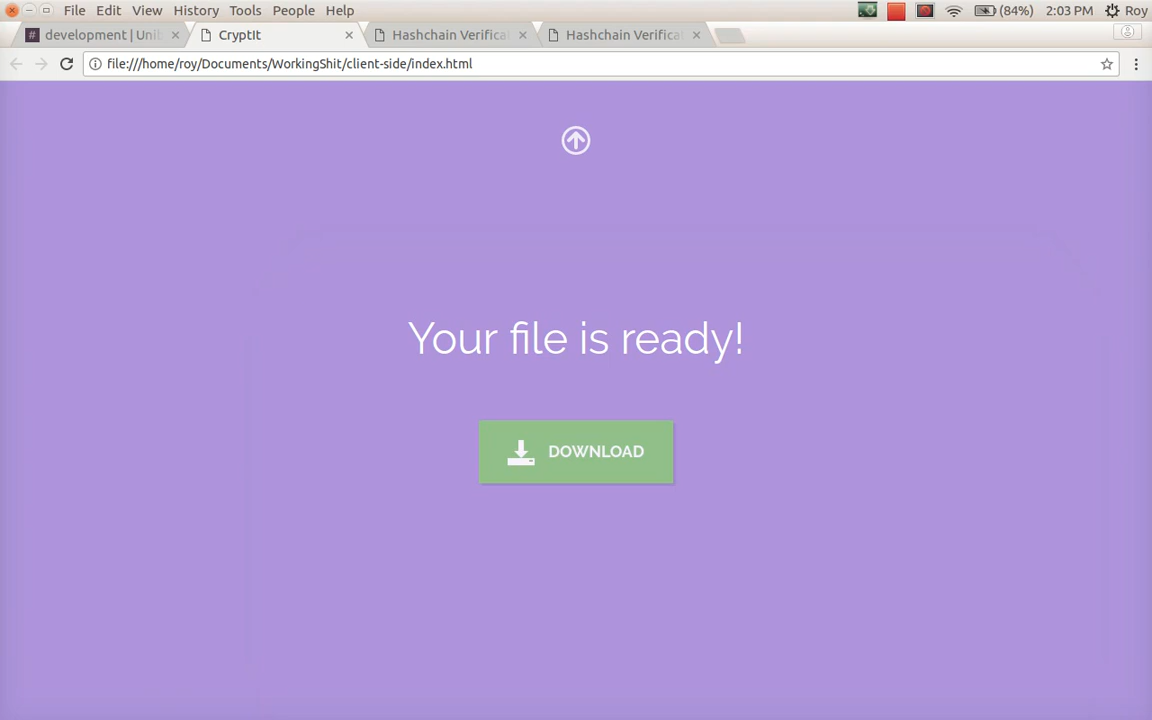 File Edit View History Tools People Help
(84%) 2:03 PM Roy
# development | Unib
CryptIt
Hashchain Verifica
Hashchain Verifica
file:///home/roy/Documents/WorkingShit/client-side/index.html
Your file is ready!
DOWNLOAD